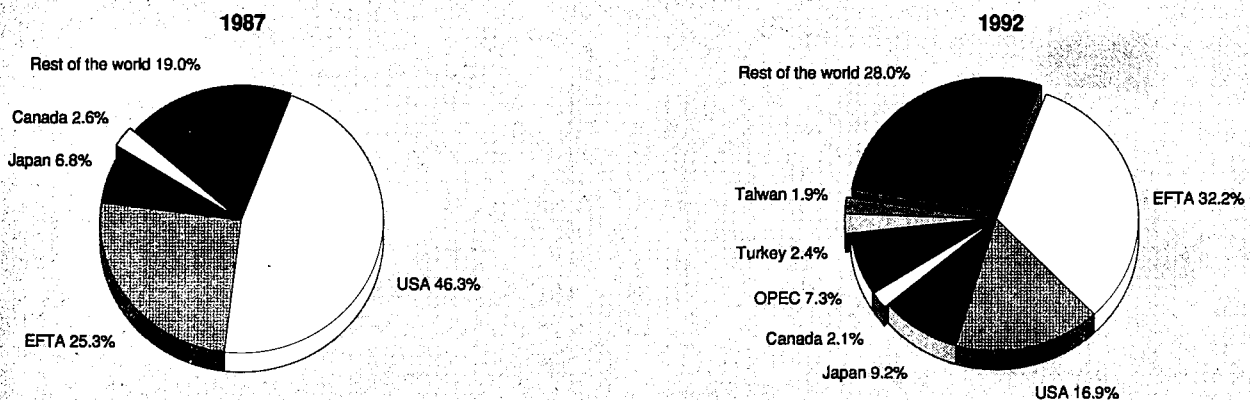 1987
Rest of the world 19.0%
Canada 2.6%
Japan 6.8%
USA 46.3%
EFTA 25.3%
1992
Rest of the world 28.0%
Taiwan 1.9%
EFTA 32.2%
Turkey 2.4%
OPEC 7.3%
Canada 2.1%
Japan 9.2%
USA 16.9%